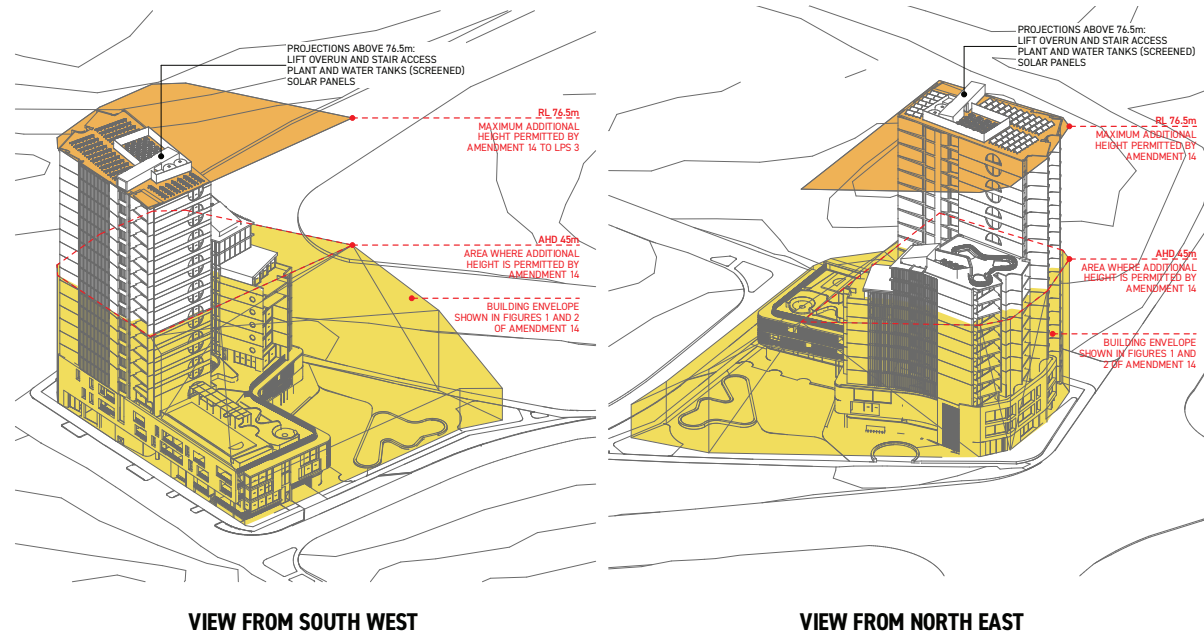 PROJECTIONS ABOVE 76.5m:
LIFT OVERUN AND STAIR ACCESS
PLANT AND WATER TANKS (SCREENED)
SOLAR PANELS
RL 76.5m
MAXIMUM ADDITIONAL
HEIGHT PERMITTED BY
AMENDMENT 14 TO LPS 3
AHD 45m
AREA WHERE ADDITIONAL
HEIGHT IS PERMITTED BY
AMENDMENT 14
BUILDING ENVELOPE
SHOWN IN FIGURES 1 AND 2
OF AMENDMENT 14
VIEW FROM SOUTH WEST
PROJECTIONS ABOVE 76.5m:
LIFT OVERUN AND STAIR ACCESS
PLANT AND WATER TANKS (SCREENED)
SOLAR PANELS
RL 76.5m
MAXIMUM ADDITIONAL
HEIGHT PERMITTED BY
AMENDMENT 14
AHD 45m
AREA WHERE ADDITIONAL
HEIGHT IS PERMITTED BY
AMENDMENT 14
BUILDING ENVELOPE
SHOWN IN FIGURES 1 AND
2 OF AMENDMENT 14
VIEW FROM NORTH EAST